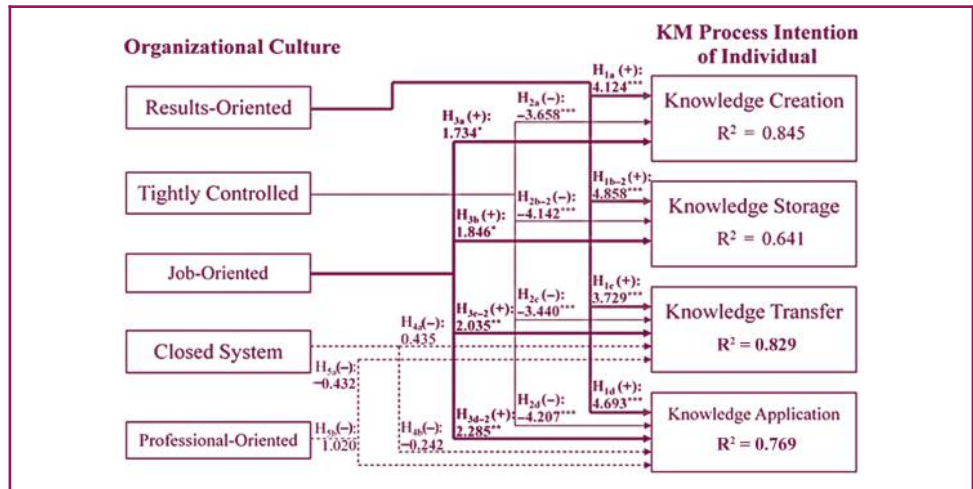 Organizational Culture
KM Process Intention
of Individual
Results-Oriented
Tightly Controlled
Job-Oriented
Closed System
Professional-Oriented
H1a(+):
4.124***
H2a(–):
–3.658***
H3a(+):
1.734*
Knowledge Creation
R² = 0.845
H1b–2(+):
4.858***
H2b–2(–):
–4.142***
H3b(+):
1.846*
Knowledge Storage
R² = 0.641
H1c(+):
3.729***
H2c(–):
–3.440***
H3c–2(+):
2.035**
H4a(–):
0.435
H5a(–):
–0.432
Knowledge Transfer
R² = 0.829
H1d(+):
4.693***
H2d(–):
–4.207***
H3d–2(+):
2.285**
H4b(–):
–0.242
H5b(–):
1.020
Knowledge Application
R² = 0.769